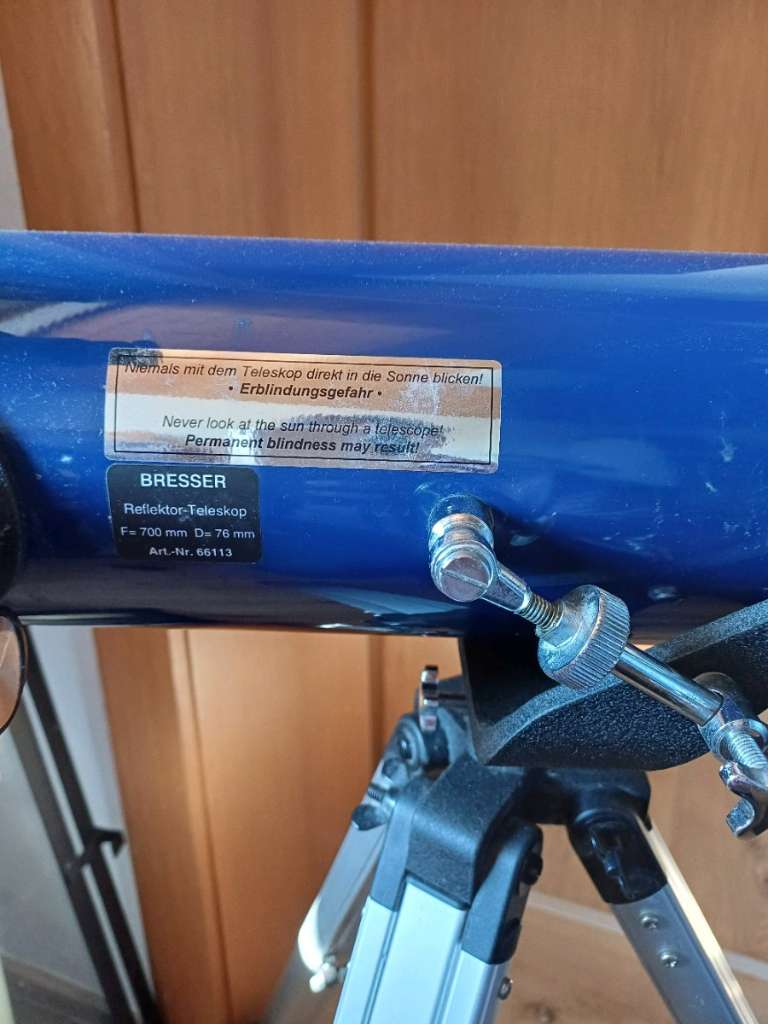 Niemals mit dem Teleskop direkt in die Sonne blicken!
• Erblindungsgefahr •
Never look at the sun through a telescope!
Permanent blindness may result!
BRESSER
Reflektor-Teleskop
F= 700 mm D= 76 mm
Art.-Nr. 66113